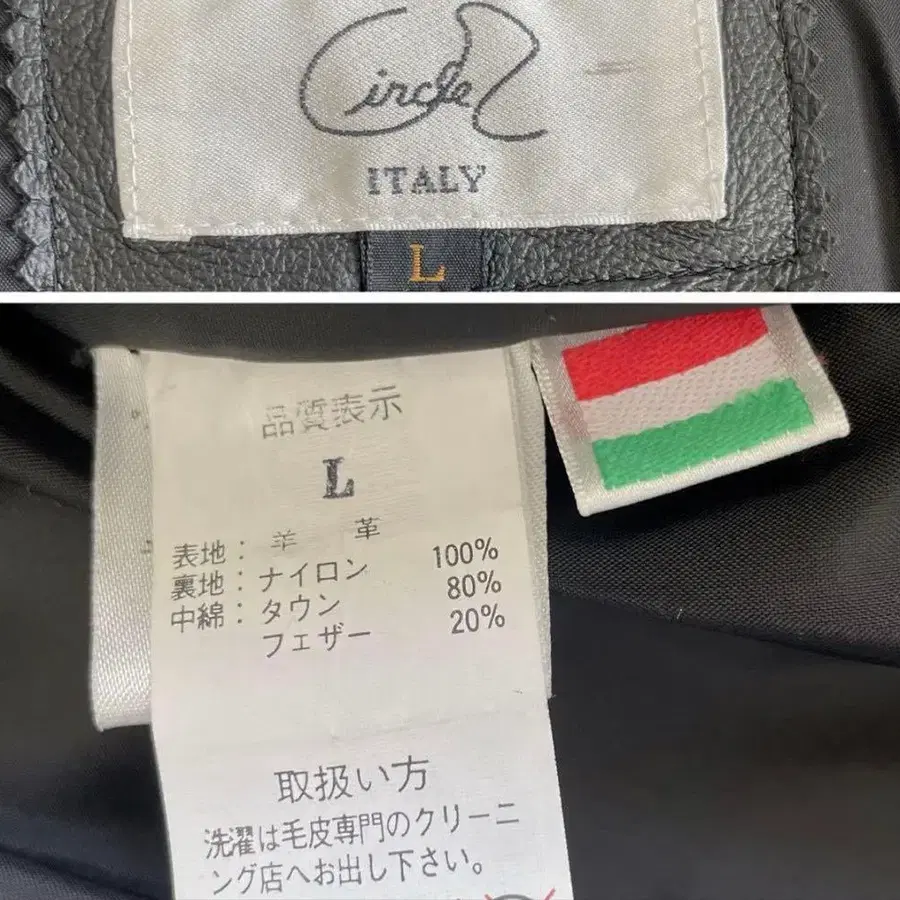 Circle
ITALY
L
品質表示
L
表地：羊 革
裏地：ナイロン 100%
中綿：タウン 80%
フェザー 20%
取扱い方
洗濯は毛皮専門のクリーニ
ング店へお出し下さい。